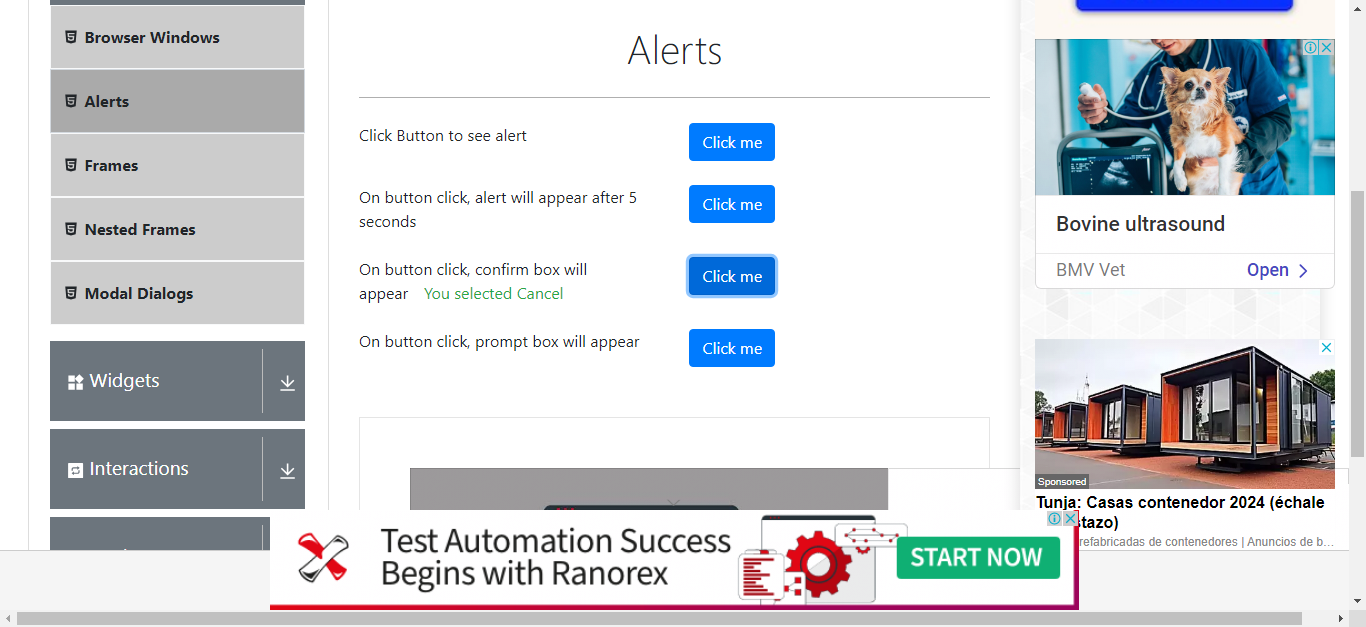 Browser Windows
Alerts
Frames
Nested Frames
Modal Dialogs
Widgets
Interactions
Alerts
Click Button to see alert
Click me
On button click, alert will appear after 5
seconds
Click me
On button click, confirm box will
appear You selected Cancel
Click me
On button click, prompt box will appear
Click me
Bovine ultrasound
BMV Vet
Open
Sponsored
Tunja: Casas contenedor 2024 (échale
stazo)
refabricadas de contenedores | Anuncios de b...
Test Automation Success
Begins with Ranorex
START NOW